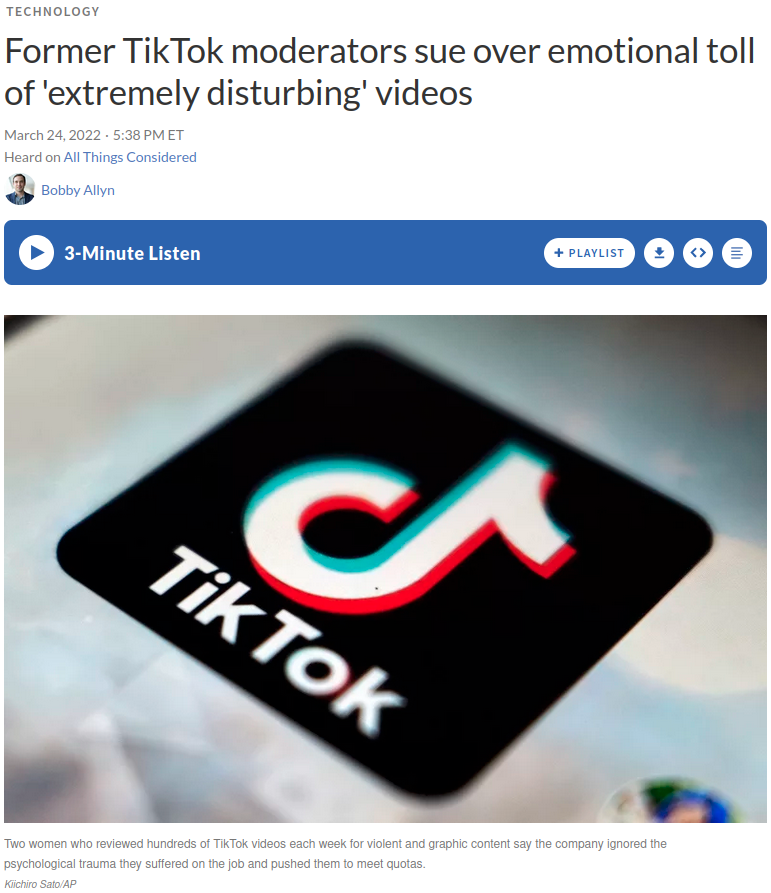 TECHNOLOGY
Former TikTok moderators sue over emotional toll
of 'extremely disturbing' videos
March 24, 2022 · 5:38 PM ET
Heard on All Things Considered
Bobby Allyn
3-Minute Listen
+ PLAYLIST
TikTok
Two women who reviewed hundreds of TikTok videos each week for violent and graphic content say the company ignored the
psychological trauma they suffered on the job and pushed them to meet quotas.
Kiichiro Sato/AP